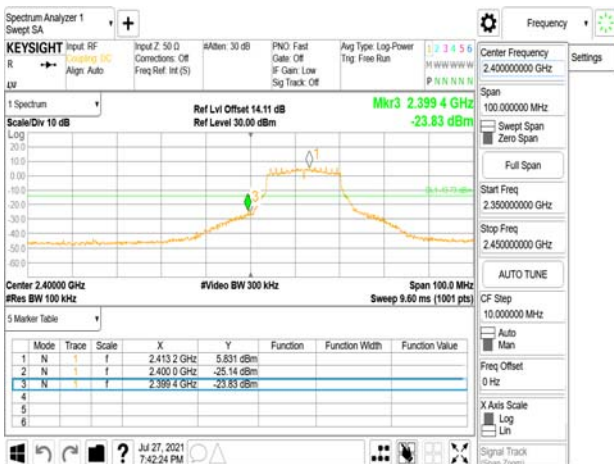 Spectrum Analyzer 1
Swept SA
Frequency
KEYSIGHT
R
Input: RF
Coupling: DC
Align: Auto
Input Z: 50 Ω
Corrections: Off
Freq Ref: Int (S)
#Atten: 30 dB
PNO: Fast
Gate: Off
IF Gain: Low
Sig Track: Off
Avg Type: Log-Power
Trig: Free Run
1 2 3 4 5 6
M W W W W W
P N N N N N
1 Spectrum
Scale/Div 10 dB
Ref Lvl Offset 14.11 dB
Ref Level 30.00 dBm
Mkr3 2.399 4 GHz
-23.83 dBm
Log
20.0
10.0
0.00
-10.0
-20.0
-30.0
-40.0
-50.0
-60.0
1
3
Center 2.40000 GHz
#Res BW 100 kHz
#Video BW 300 kHz
Span 100.0 MHz
Sweep 9.60 ms (1001 pts)
5 Marker Table
Mode Trace Scale X Y Function Function Width Function Value
1 N 1 f 2.413 2 GHz 5.831 dBm
2 N 1 f 2.400 0 GHz -25.14 dBm
3 N 1 f 2.399 4 GHz -23.83 dBm
4
5
6
Jul 27, 2021
7:42:24 PM
Settings
Center Frequency
2.400000000 GHz
Span
100.000000 MHz
Swept Span
Zero Span
Full Span
Start Freq
2.350000000 GHz
Stop Freq
2.450000000 GHz
AUTO TUNE
CF Step
10.000000 MHz
Auto
Man
Freq Offset
0 Hz
X Axis Scale
Log
Lin
Signal Track